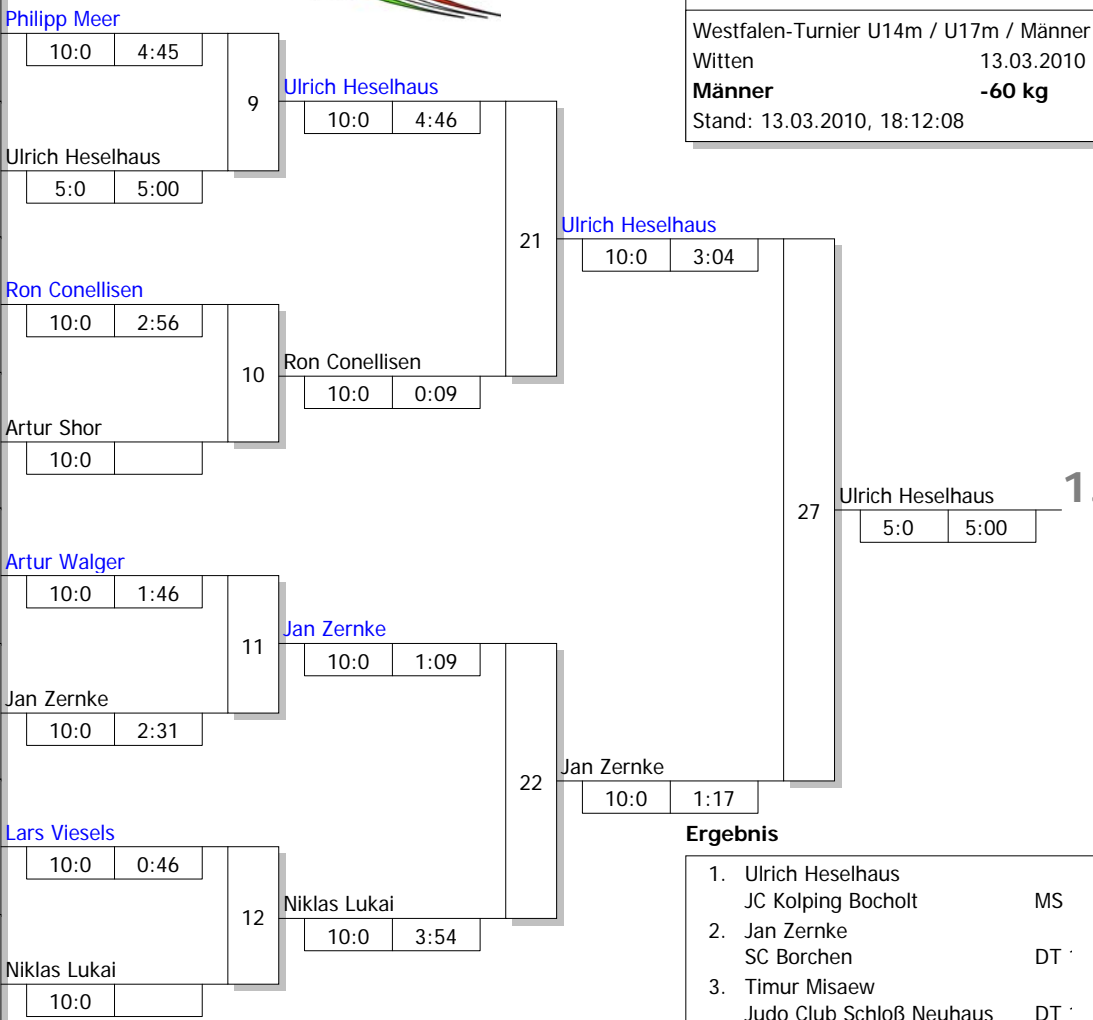 Philipp Meer
10:0 4:45
9
Ulrich Heselhaus
10:0 4:46
Ulrich Heselhaus
5:0 5:00
21
Ulrich Heselhaus
10:0 3:04
Ron Conellisen
10:0 2:56
10
Ron Conellisen
10:0 0:09
Artur Shor
10:0
27
Ulrich Heselhaus
5:0 5:00
1.
Artur Walger
10:0 1:46
11
Jan Zernke
10:0 1:09
Jan Zernke
10:0 2:31
22
Jan Zernke
10:0 1:17
Lars Viesels
10:0 0:46
12
Niklas Lukai
10:0 3:54
Niklas Lukai
10:0
Westfalen-Turnier U14m / U17m / Männer
Witten 13.03.2010
Männer -60 kg
Stand: 13.03.2010, 18:12:08
Ergebnis
1. Ulrich Heselhaus
JC Kolping Bocholt MS
2. Jan Zernke
SC Borchen DT
3. Timur Misaew
Judo Club Schloß Neuhaus DT